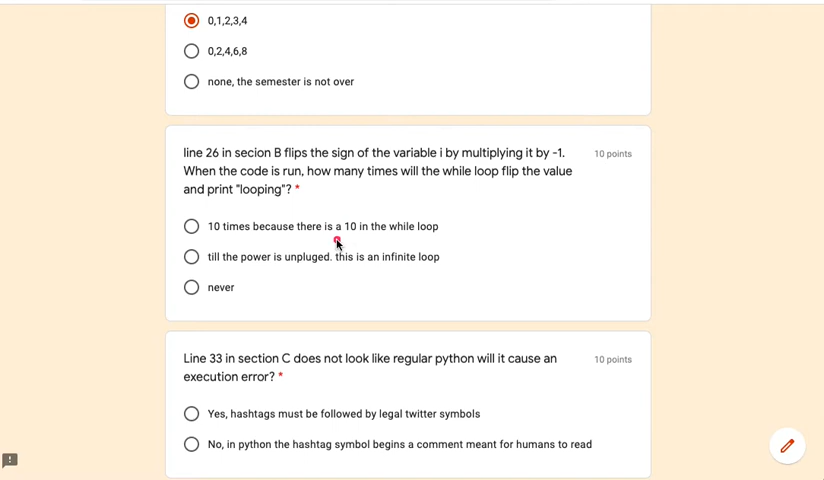 0,1,2,3,4
0,2,4,6,8
none, the semester is not over
line 26 in secion B flips the sign of the variable i by multiplying it by -1.
10 points
When the code is run, how many times will the while loop flip the value
and print "looping"? *
10 times because there is a 10 in the while loop
till the power is unpluged. this is an infinite loop
never
Line 33 in section C does not look like regular python will it cause an
10 points
execution error? *
Yes, hashtags must be followed by legal twitter symbols
No, in python the hashtag symbol begins a comment meant for humans to read